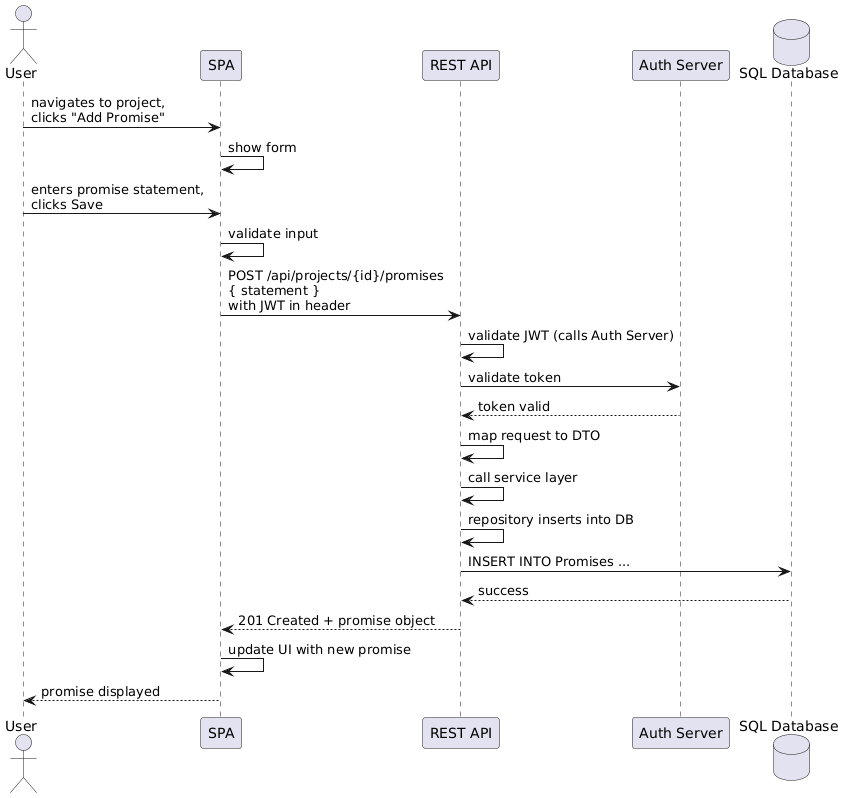 User
SPA
REST API
Auth Server
SQL Database
navigates to project,
clicks "Add Promise"
show form
enters promise statement,
clicks Save
validate input
POST /api/projects/{id}/promises
{ statement }
with JWT in header
validate JWT (calls Auth Server)
validate token
token valid
map request to DTO
call service layer
repository inserts into DB
INSERT INTO Promises ...
success
201 Created + promise object
update UI with new promise
promise displayed
User
SPA
REST API
Auth Server
SQL Database